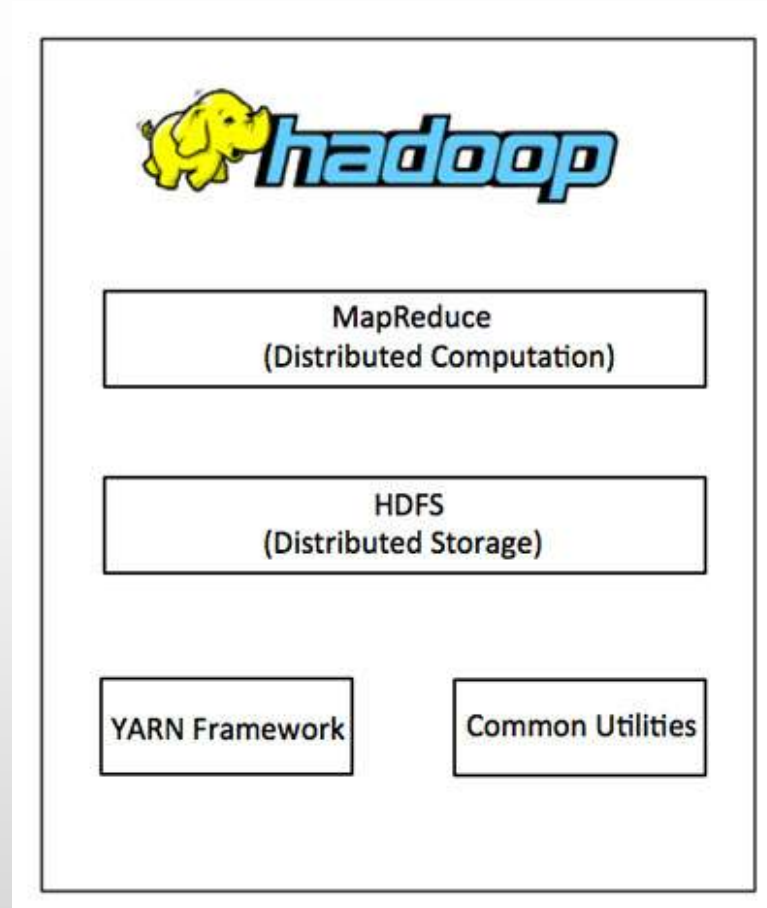 hadoop
MapReduce
(Distributed Computation)
HDFS
(Distributed Storage)
YARN Framework
Common Utilities